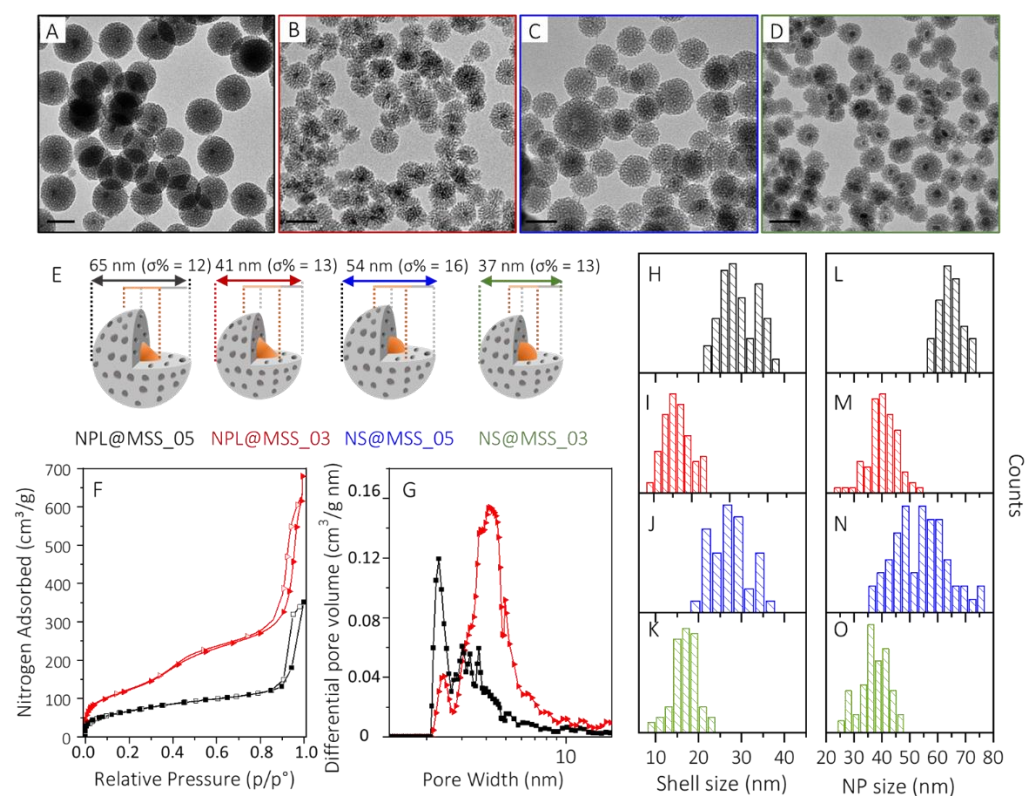 A
B
C
D
E
65 nm (σ% = 12)
41 nm (σ% = 13)
54 nm (σ% = 16)
37 nm (σ% = 13)
NPL@MSS_05
NPL@MSS_03
NS@MSS_05
NS@MSS_03
F
Nitrogen Adsorbed (cm³/g)
700
600
500
400
300
200
100
0
0.0
0.2
0.4
0.6
0.8
1.0
Relative Pressure (p/p°)
G
Differential pore volume (cm³/g nm)
0.16
0.12
0.08
0.04
0
10
Pore Width (nm)
H
I
J
K
10
20
30
40
Shell size (nm)
L
M
N
O
20
30
40
50
60
70
80
NP size (nm)
Counts